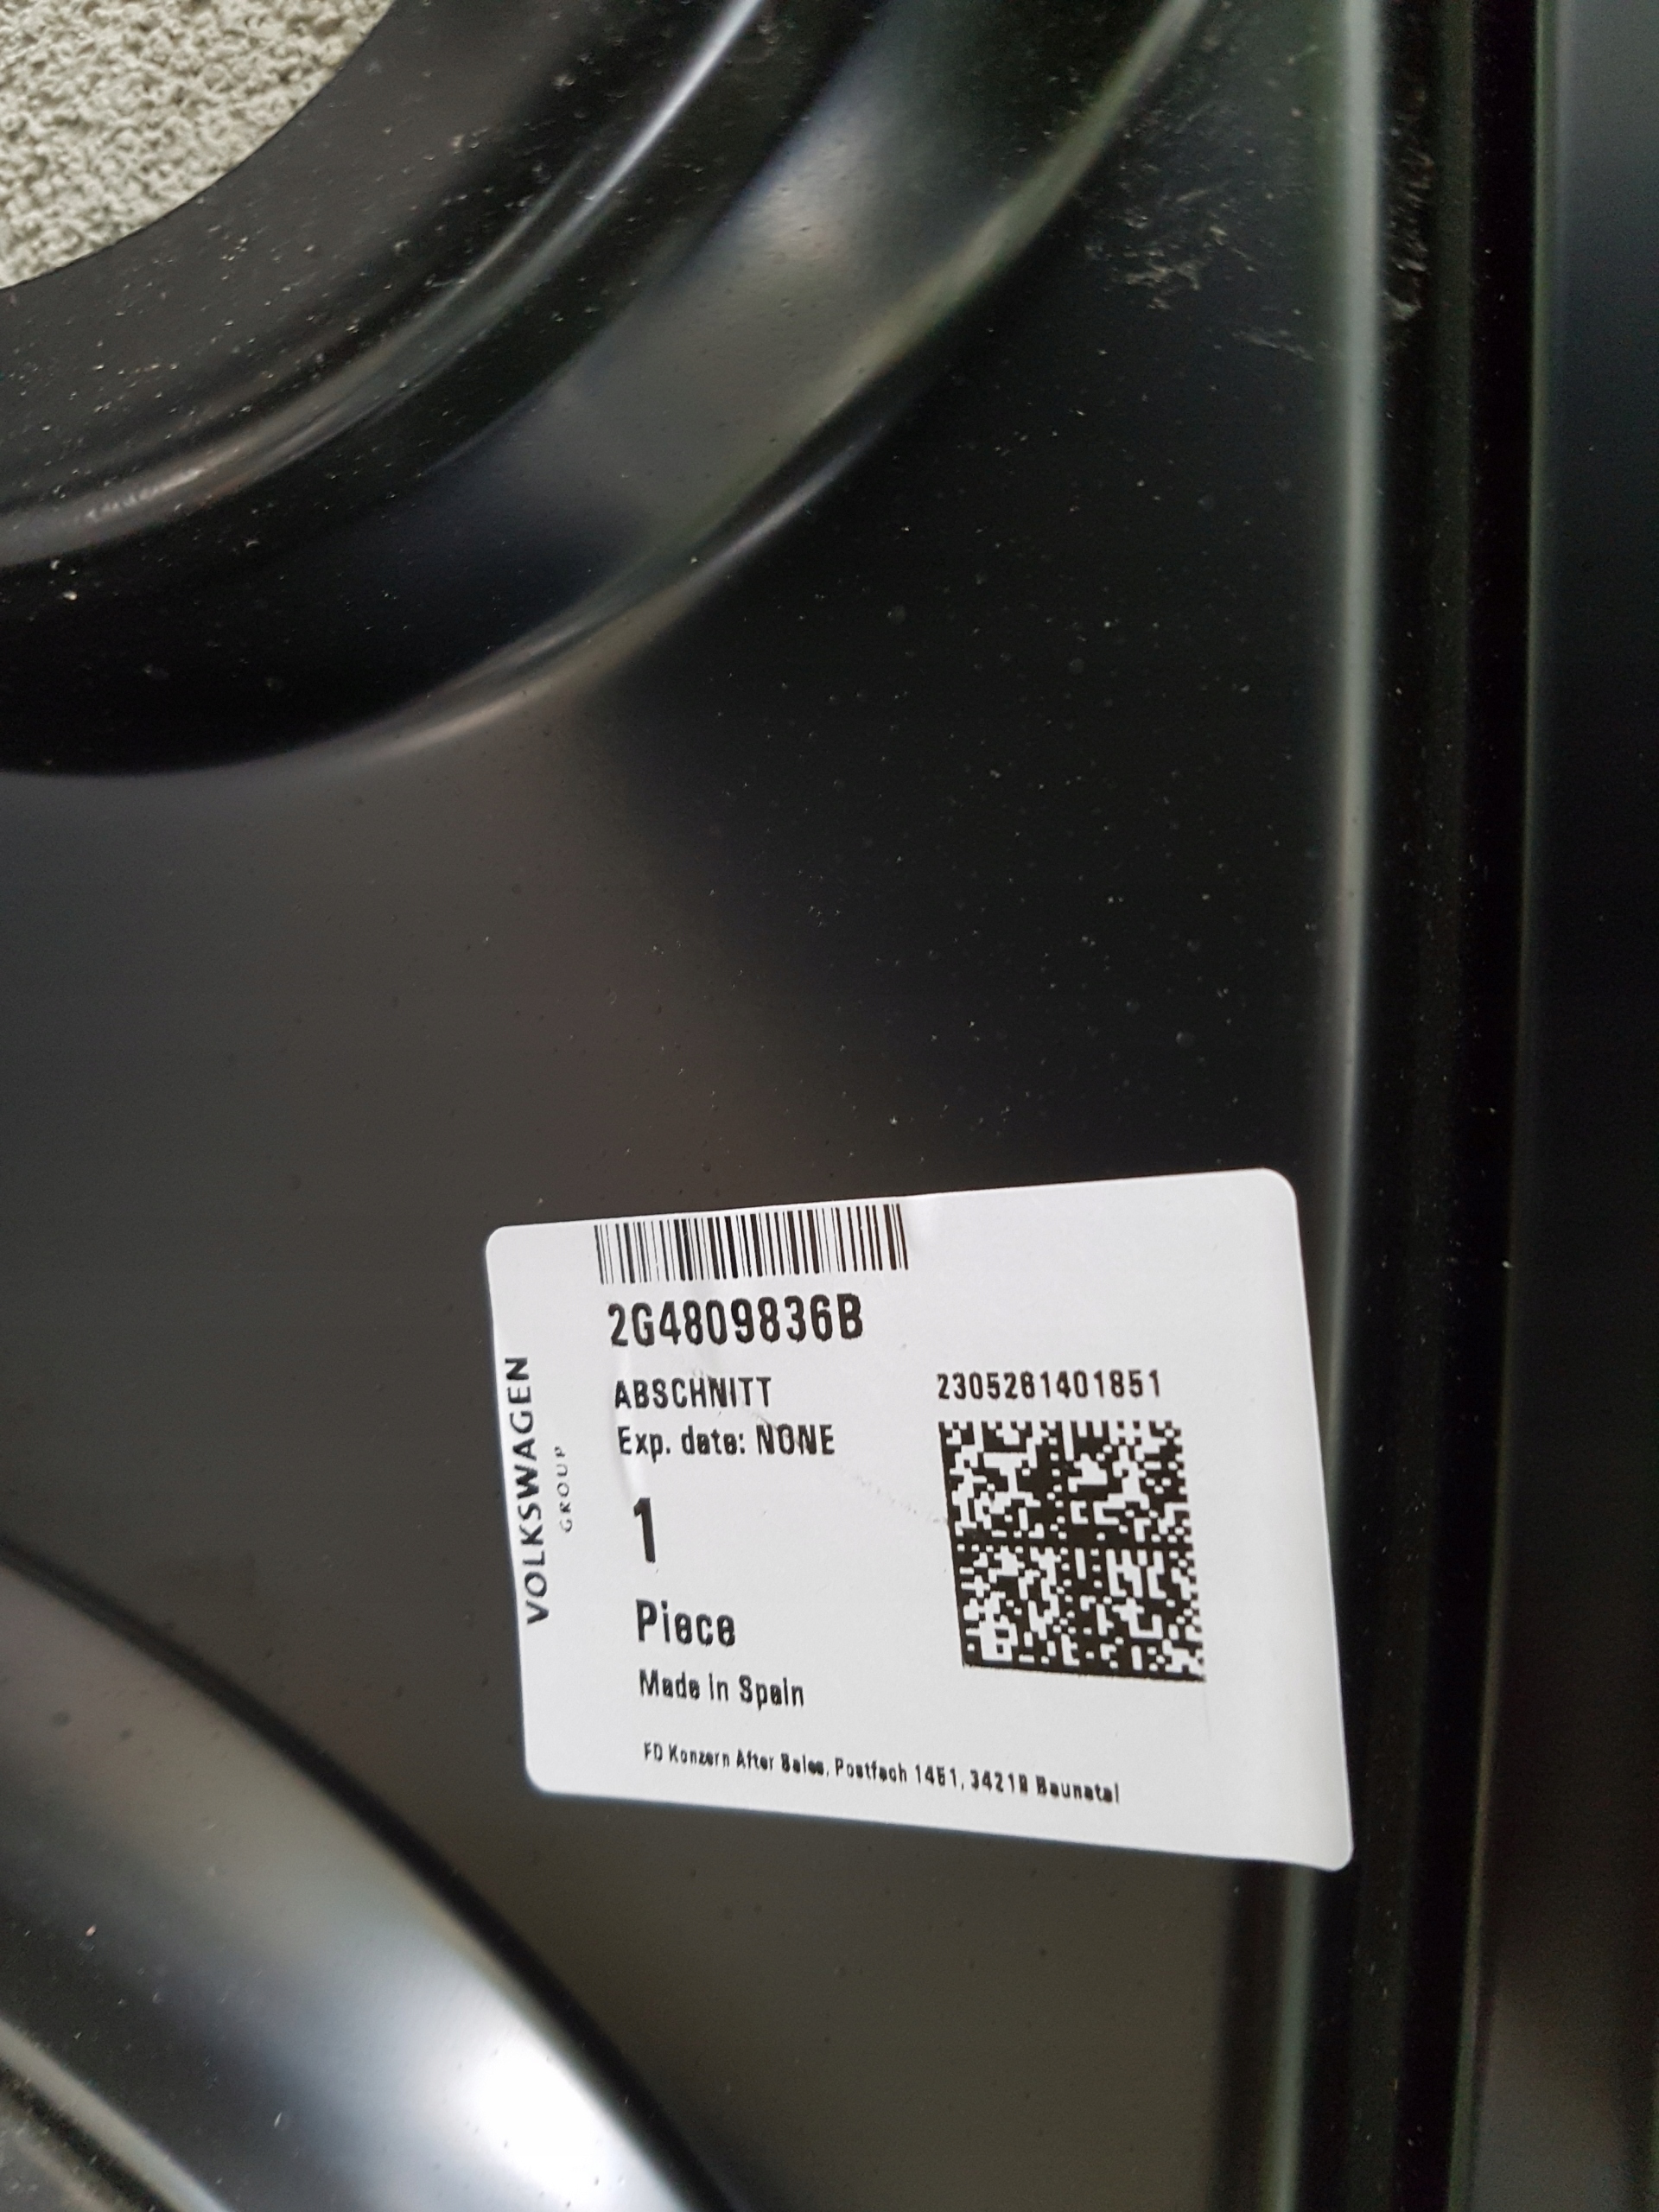 VOLKSWAGEN
GROUP
2G4809836B
ABSCHNITT
Exp. date: NONE
2305261401851
1
Piece
Made in Spain
FD Konzern After Sales, Postfach 1451, 34219 Baunatal